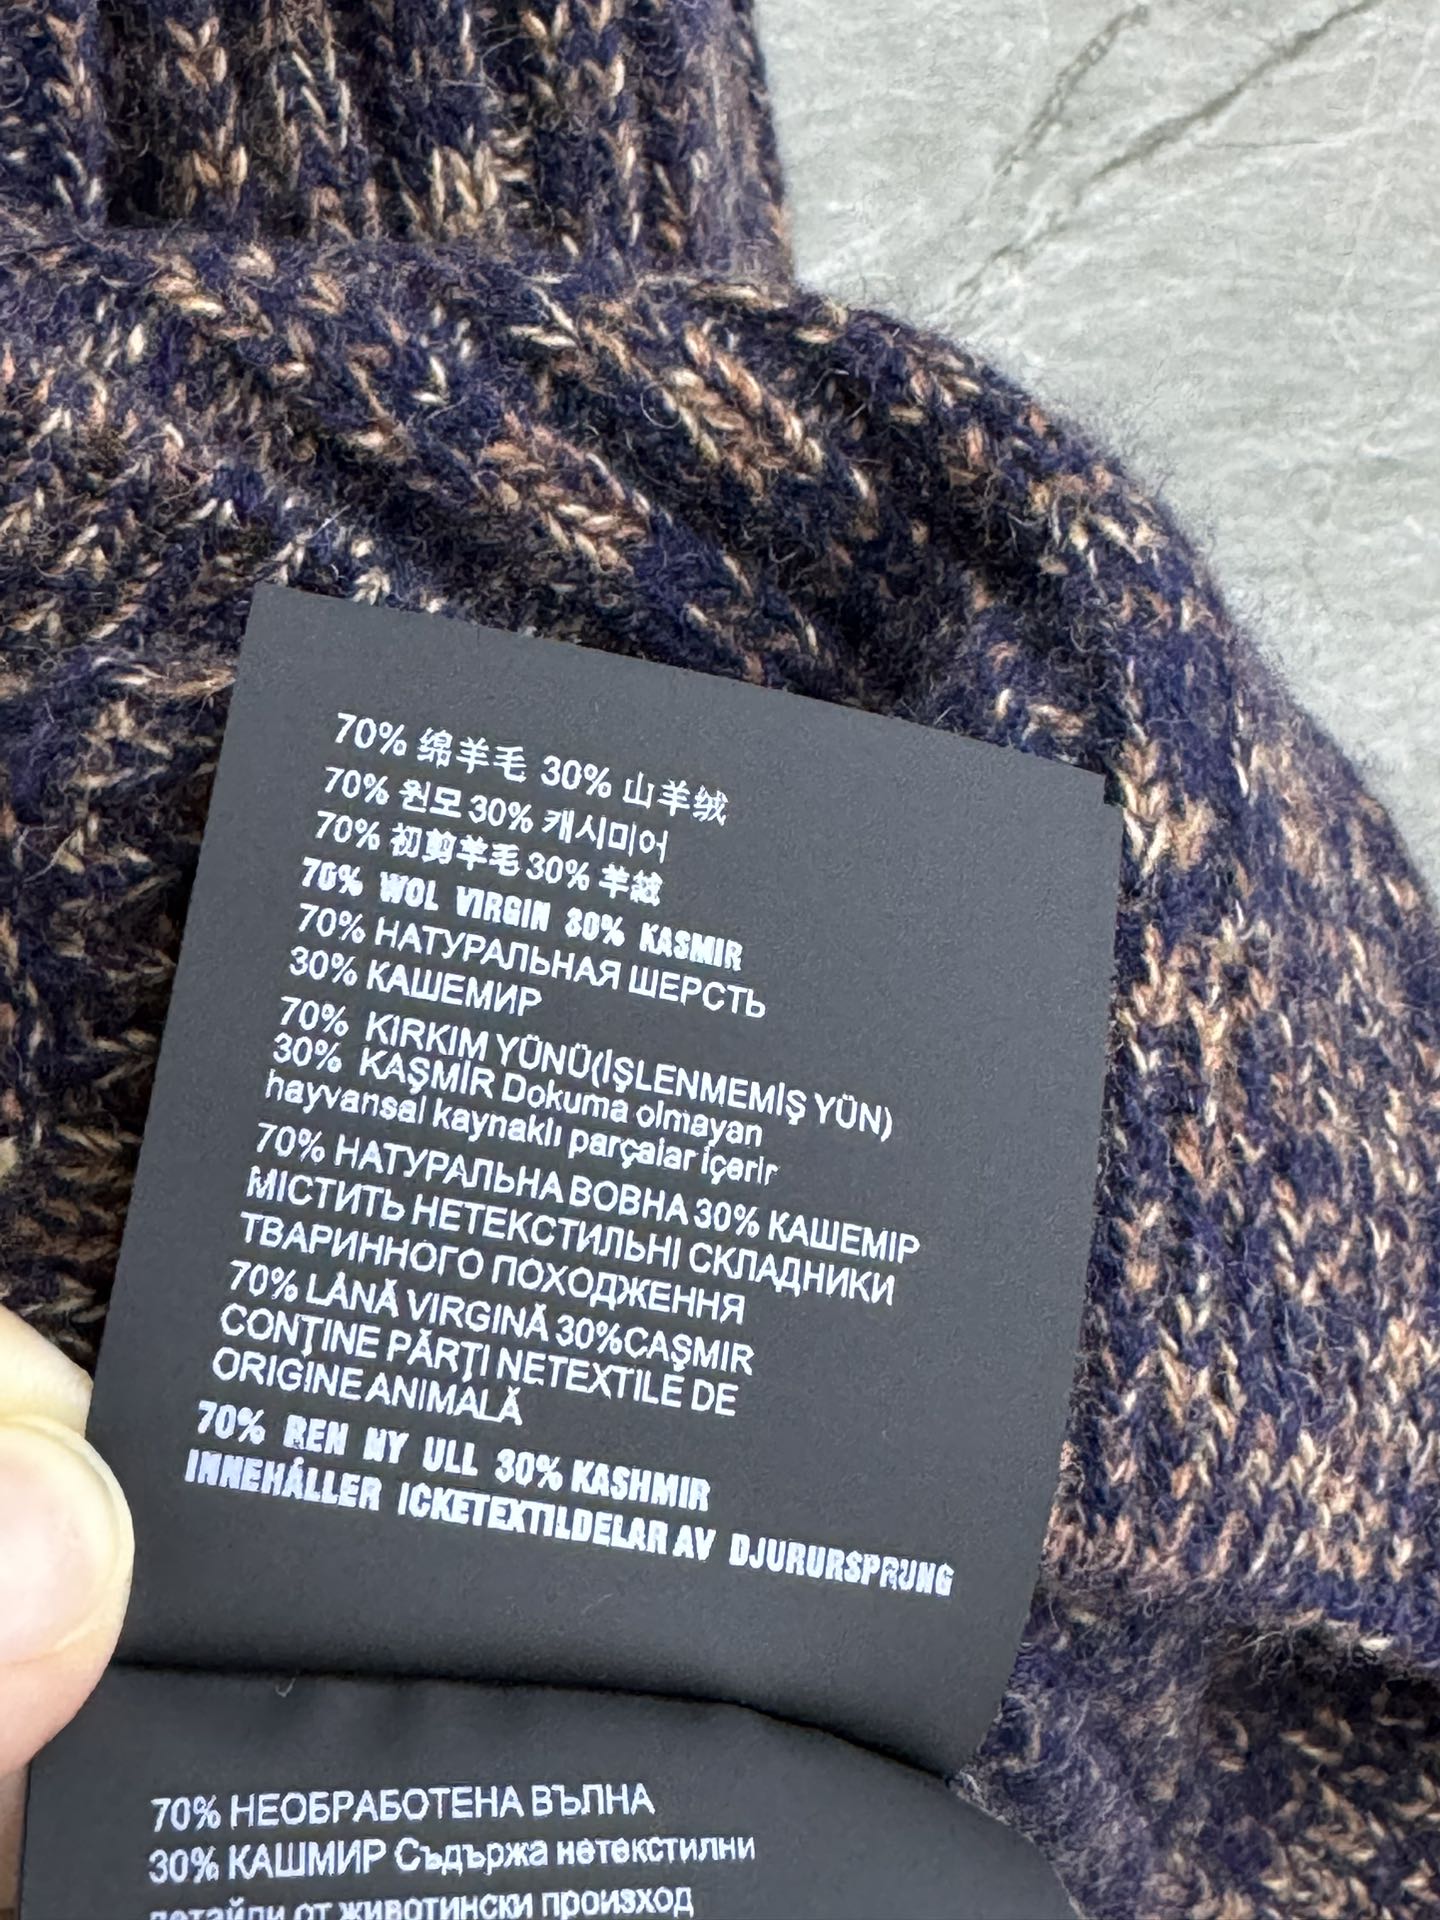 70% 绵羊毛 30% 山羊绒
70% 원모 30% 캐시미어
70% 初剪羊毛 30% 羊絨
70% WOL VIRGIN 30% KASMIR
70% НАТУРАЛЬНАЯ ШЕРСТЬ
30% КАШЕМИР
70% KIRKIM YÜNÜ(İŞLENMEMİŞ YÜN)
30% KAŞMİR Dokuma olmayan
hayvansal kaynaklı parçalar içerir
70% НАТУРАЛЬНА ВОВНА 30% КАШЕМІР
МІСТИТЬ НЕТЕКСТИЛЬНІ СКЛАДНИКИ
ТВАРИННОГО ПОХОДЖЕННЯ
70% LÂNĂ VIRGINĂ 30%CAŞMIR
CONŢINE PĂRŢI NETEXTILE DE
ORIGINE ANIMALĂ
70% REN NY ULL 30% KASHMIR
INNEHÅLLER ICKETEXTILDELAR AV DJURURSPRUNG
70% НЕОБРАБОТЕНА ВЪЛНА
30% КАШМИР Съдържа нетекстилни
детайли от животински произход